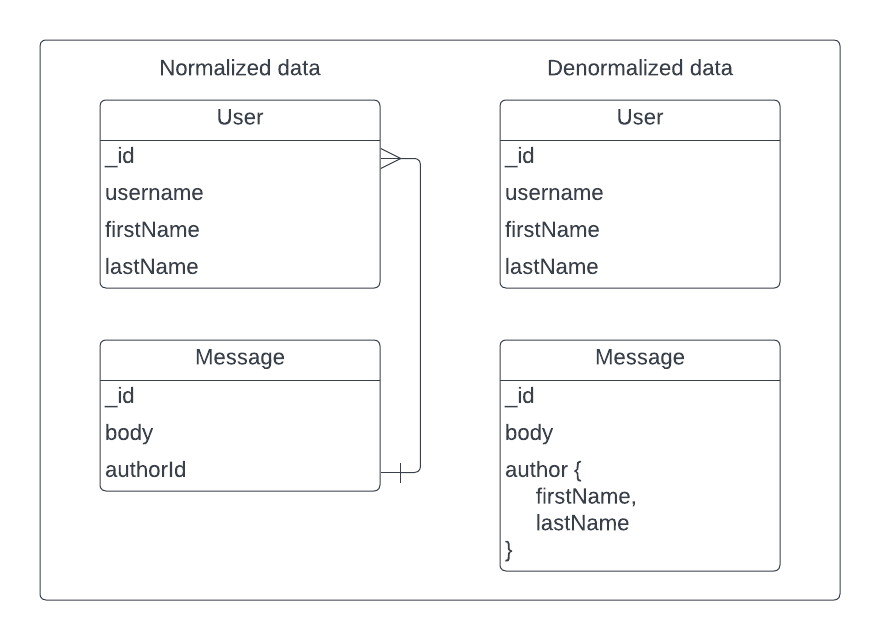 Normalized data
User
_id
username
firstName
lastName
Message
_id
body
authorId
Denormalized data
User
_id
username
firstName
lastName
Message
_id
body
author {
firstName,
lastName
}